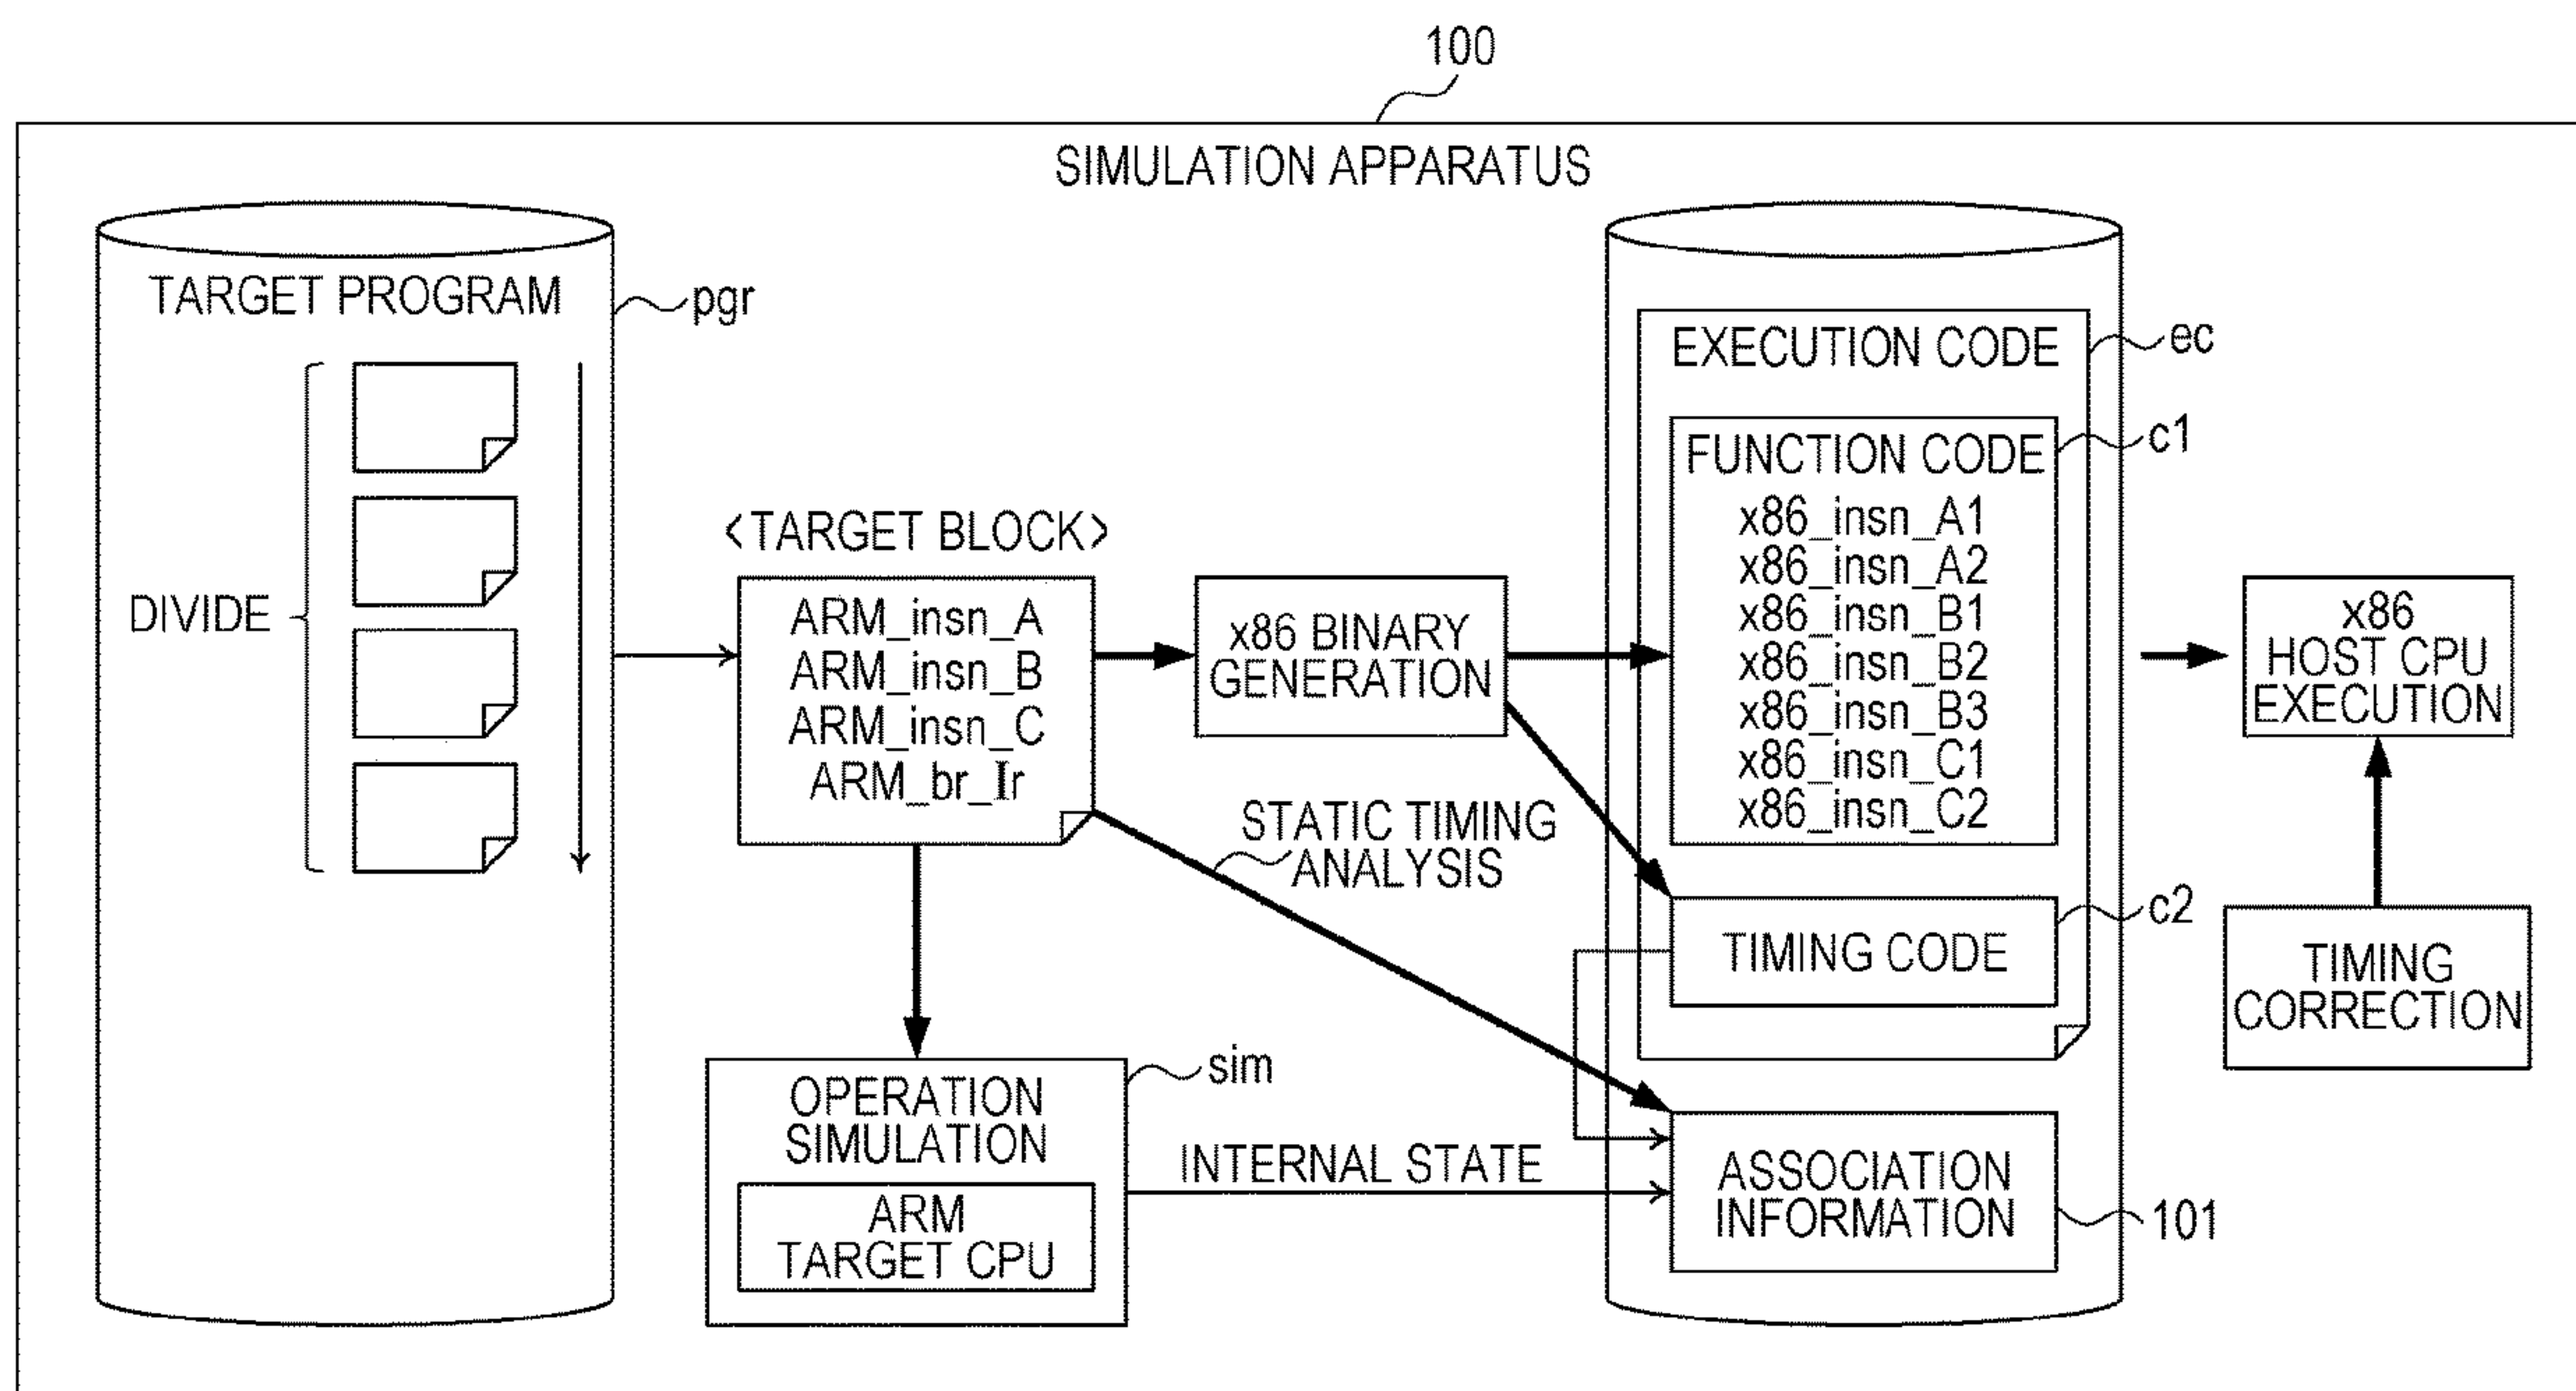 100
SIMULATION APPARATUS
TARGET PROGRAM
pgr
DIVIDE
<TARGET BLOCK>
ARM_insn_A
ARM_insn_B
ARM_insn_C
ARM_br_Ir
x86 BINARY
GENERATION
STATIC TIMING
ANALYSIS
OPERATION
SIMULATION
sim
ARM
TARGET CPU
INTERNAL STATE
EXECUTION CODE
ec
FUNCTION CODE
c1
x86_insn_A1
x86_insn_A2
x86_insn_B1
x86_insn_B2
x86_insn_B3
x86_insn_C1
x86_insn_C2
TIMING CODE
c2
ASSOCIATION
INFORMATION
101
x86
HOST CPU
EXECUTION
TIMING
CORRECTION